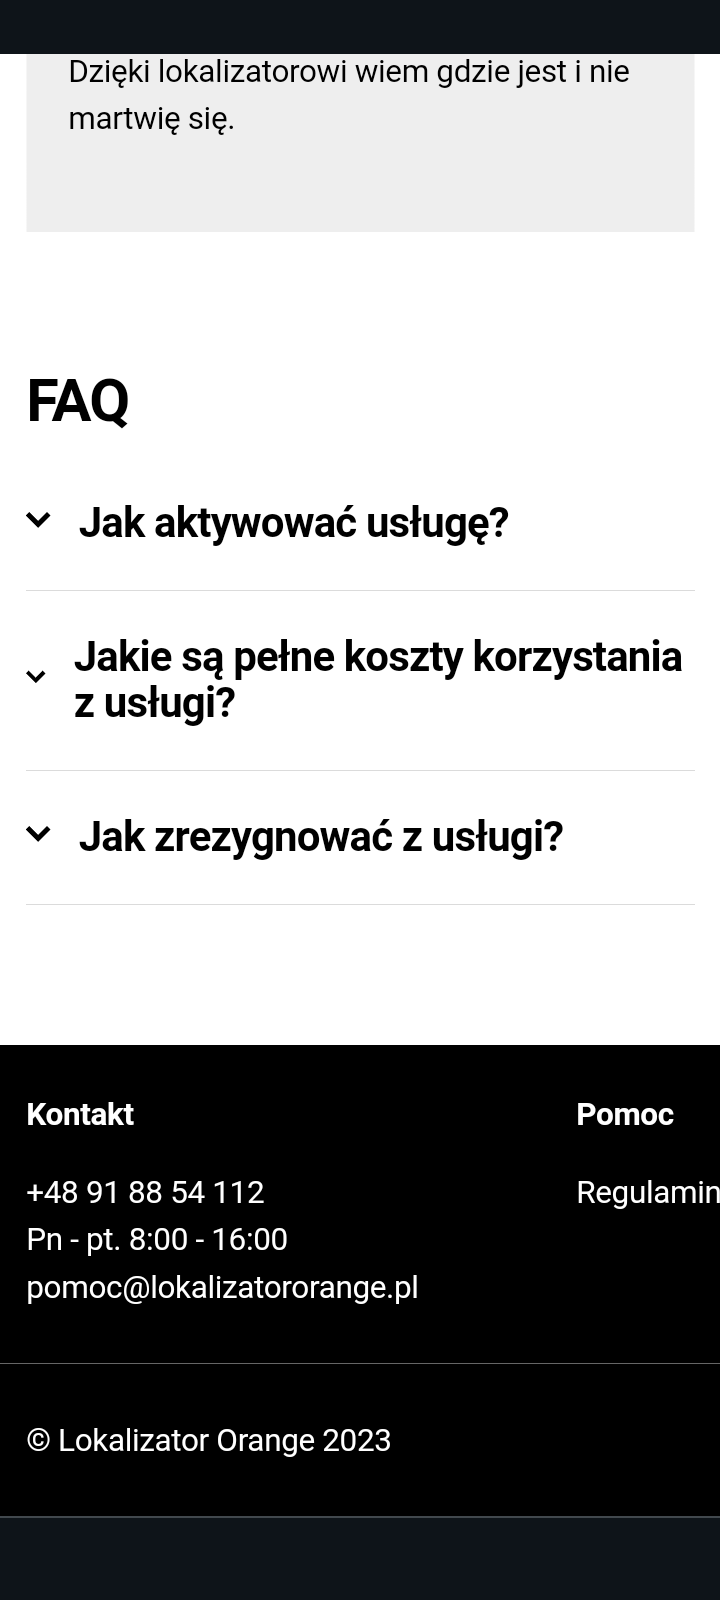 Dzięki lokalizatorowi wiem gdzie jest i nie
martwię się.
FAQ
Jak aktywować usługę?
Jakie są pełne koszty korzystania
z usługi?
Jak zrezygnować z usługi?
Kontakt
+48 91 88 54 112
Pn - pt. 8:00 - 16:00
pomoc@lokalizatororange.pl
Pomoc
Regulamin
© Lokalizator Orange 2023